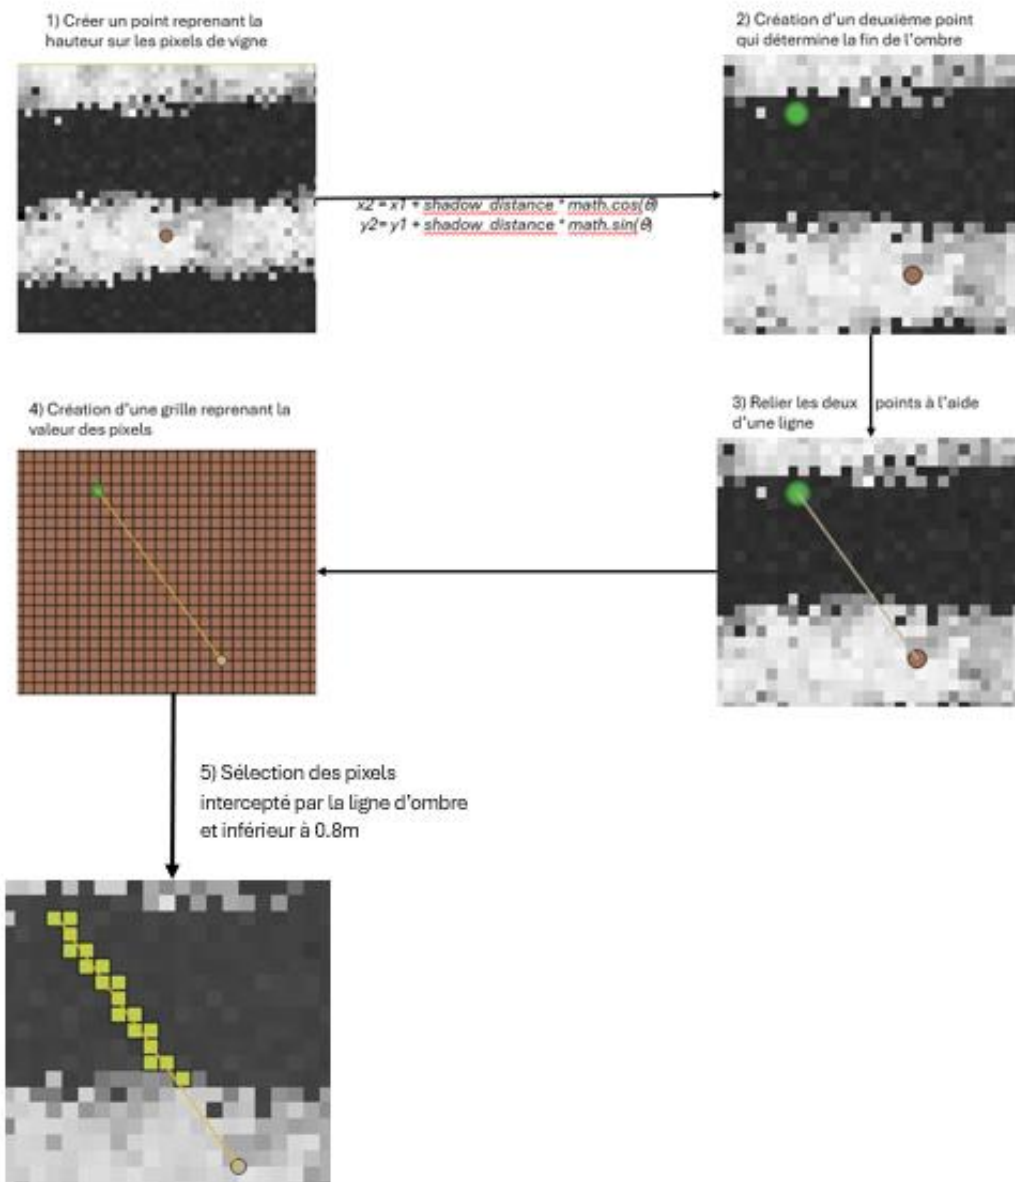 1) Créer un point reprenant la
hauteur sur les pixels de vigne
x2 = x1 + shadow_distance * math.cos(θ)
y2= y1 + shadow_distance * math.sin(θ)
2) Création d'un deuxième point
qui détermine la fin de l'ombre
3) Relier les deux points à l'aide
d'une ligne
4) Création d'une grille reprenant la
valeur des pixels
5) Sélection des pixels
intercepté par la ligne d'ombre
et inférieur à 0.8m